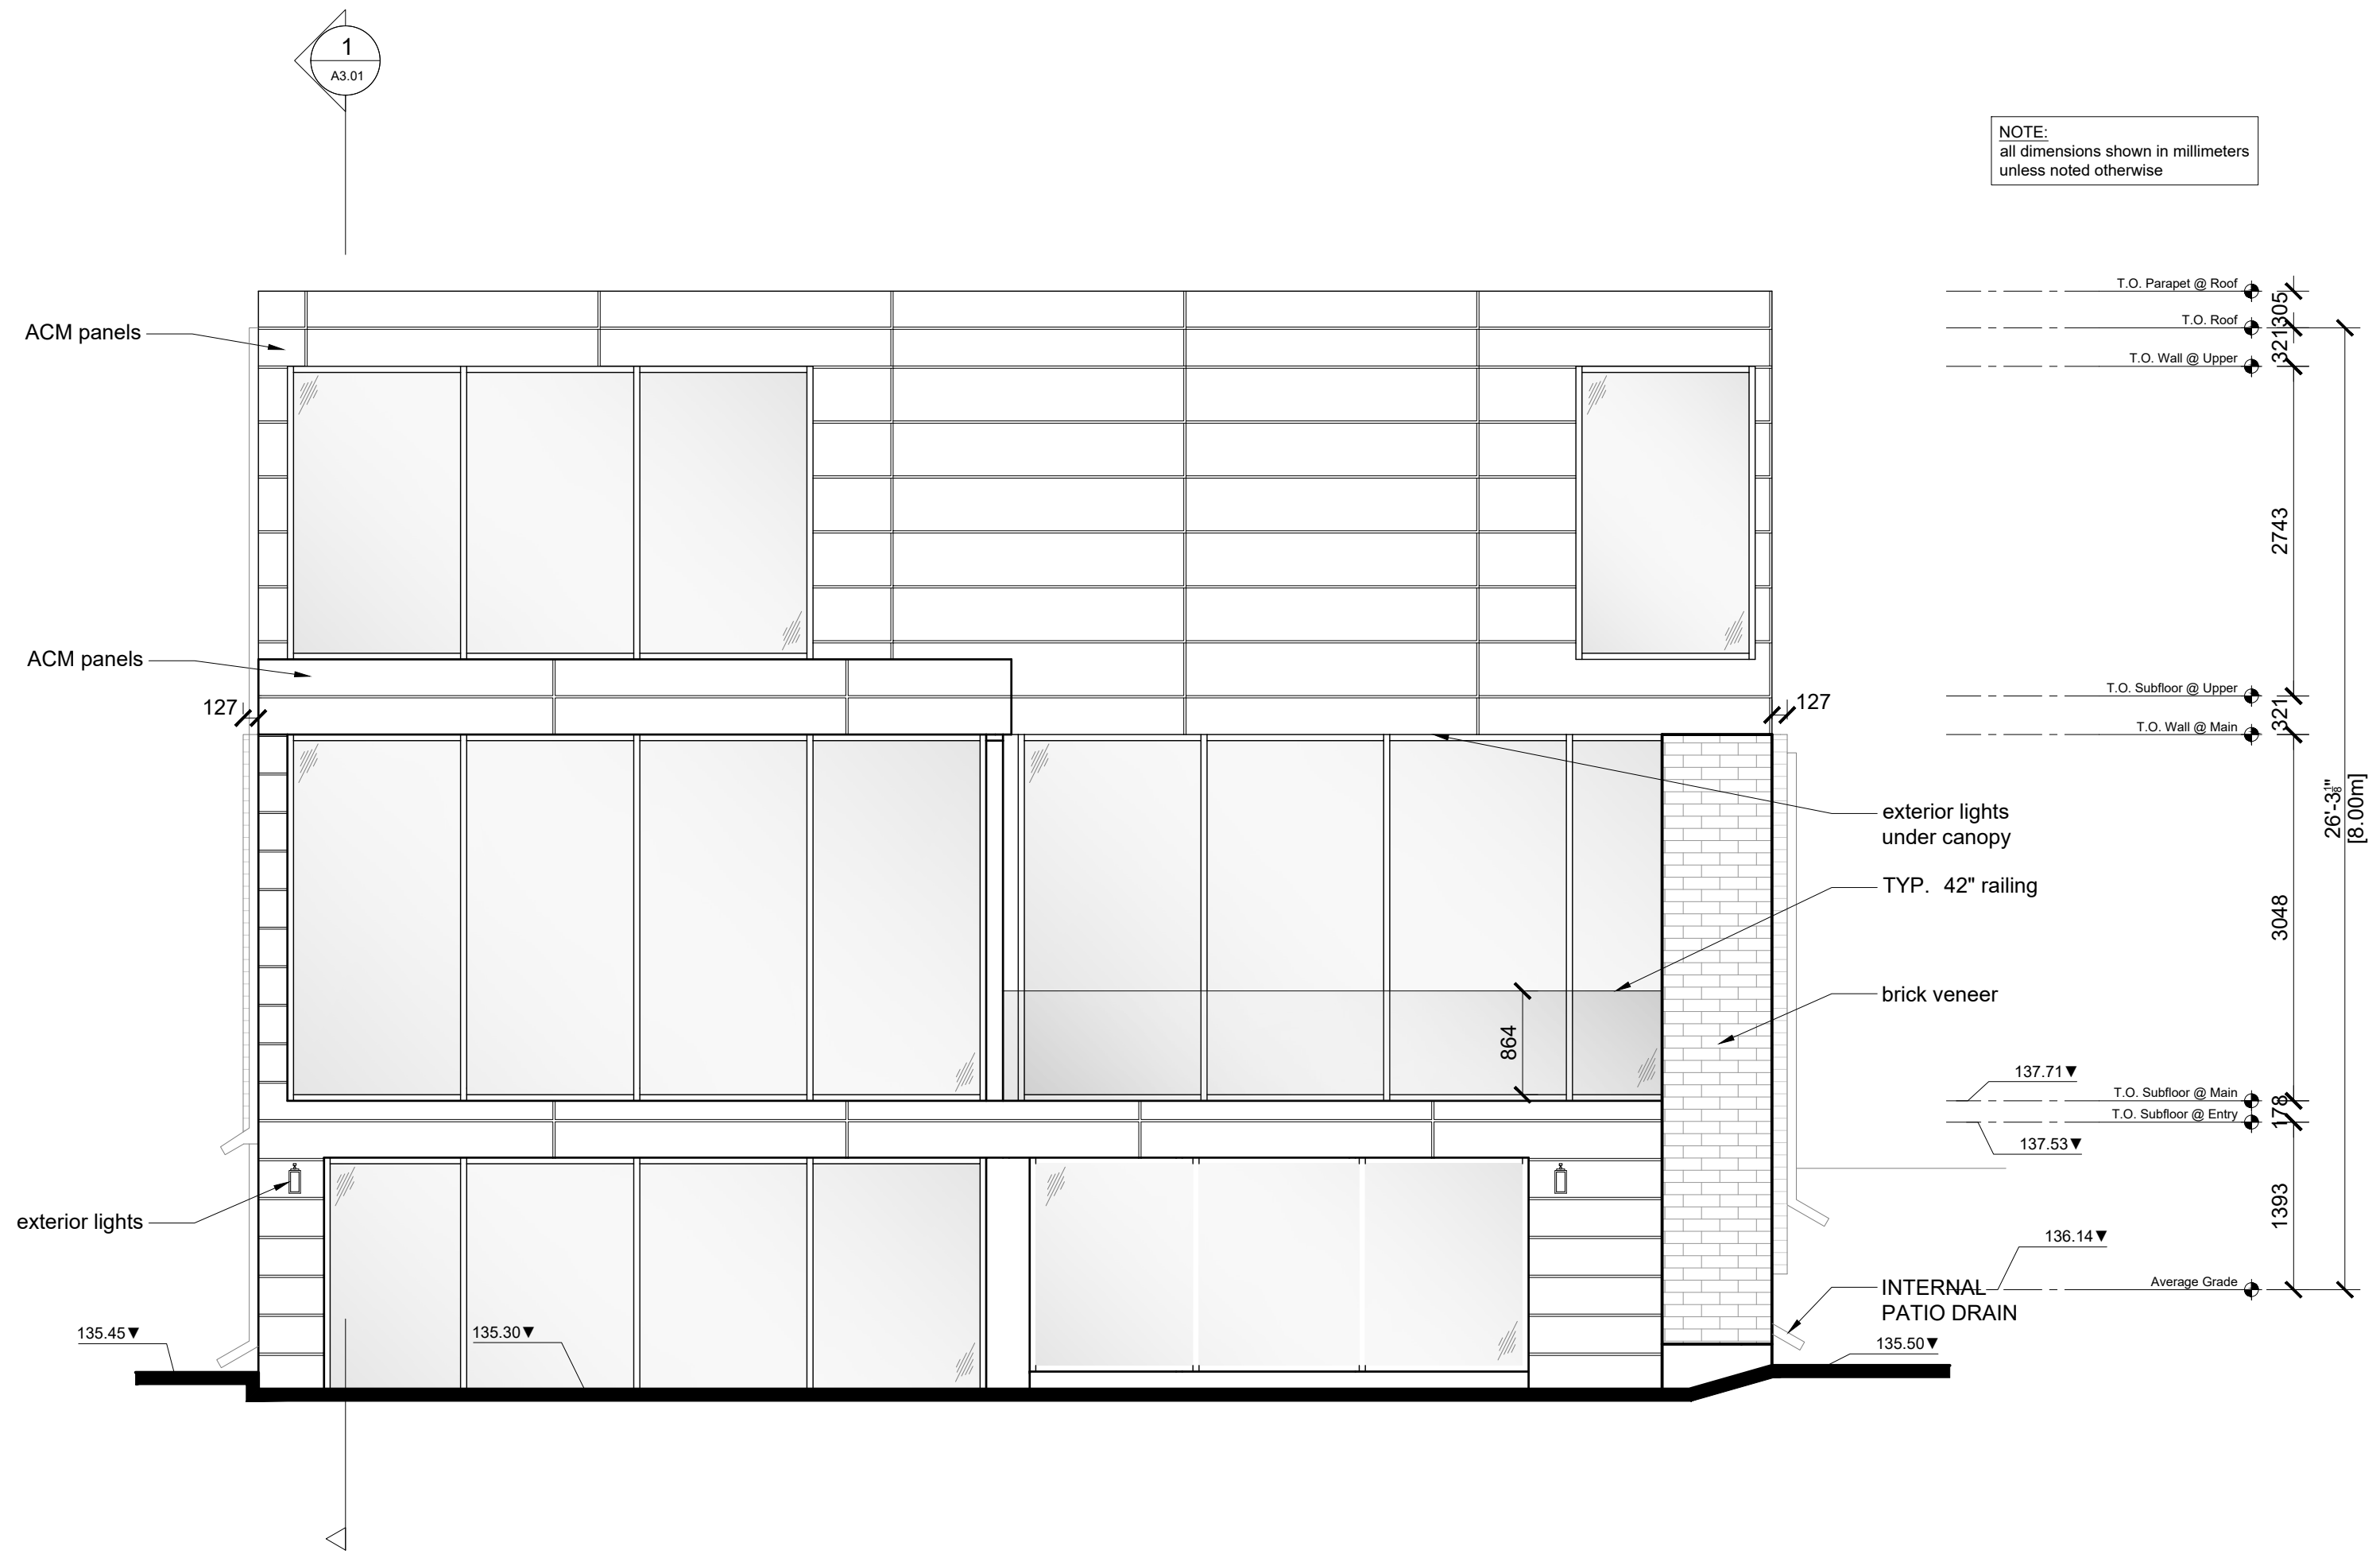 1
A3.01
NOTE:
all dimensions shown in millimeters
unless noted otherwise
T.O. Parapet @ Roof
305
T.O. Roof
ACM panels
321
T.O. Wall @ Upper
2743
ACM panels
T.O. Subfloor @ Upper
127
127
321
T.O. Wall @ Main
exterior lights
under canopy
26'-3⅛"
[8.00m]
TYP. 42" railing
3048
brick veneer
864
137.71▼
T.O. Subfloor @ Main
178
T.O. Subfloor @ Entry
137.53▼
exterior lights
1393
136.14▼
Average Grade
INTERNAL
PATIO DRAIN
135.45▼
135.30▼
135.50▼